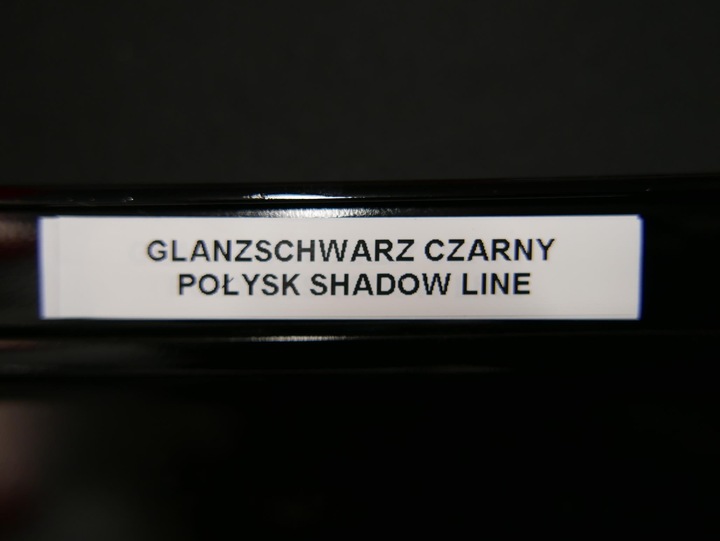 GLANZSCHWARZ CZARNY
POŁYSK SHADOW LINE